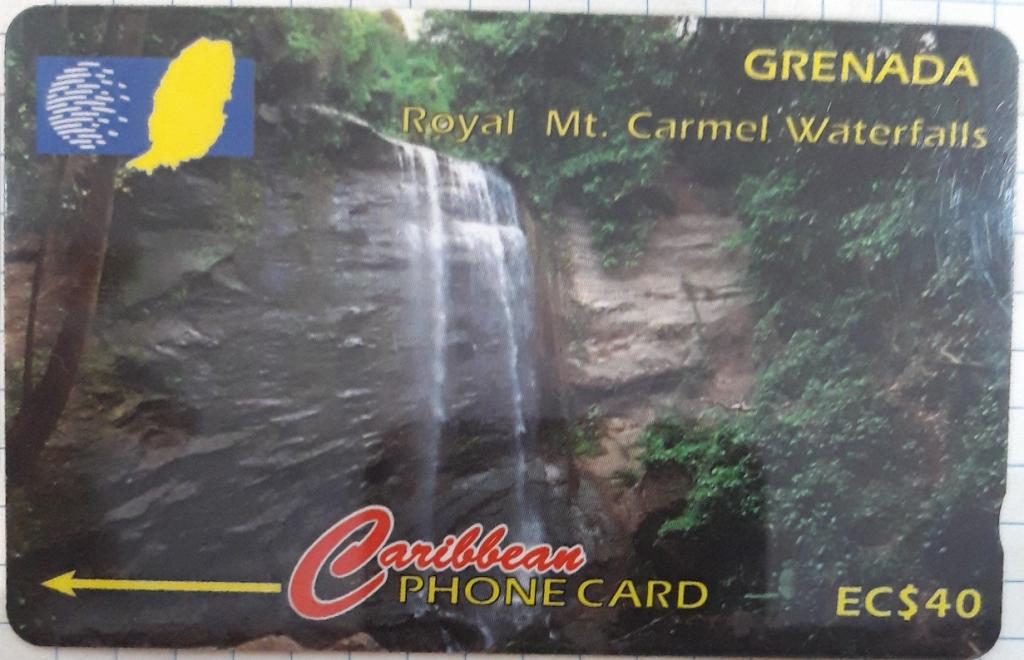 GRENADA
Royal Mt. Carmel Waterfalls
Caribbean
PHONE CARD
EC$40